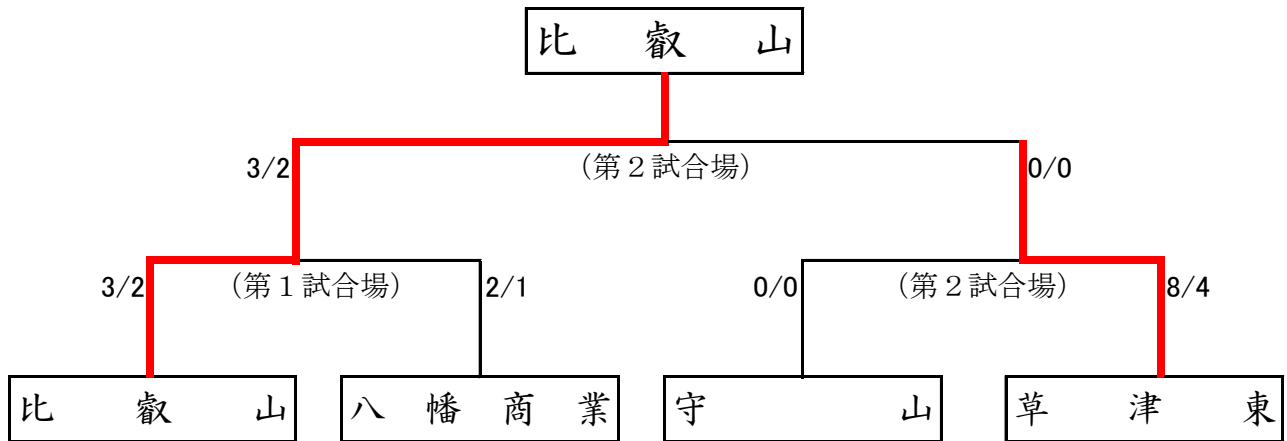 比叡山
3/2 (第２試合場) 0/0
3/2 (第１試合場) 2/1 0/0 (第２試合場) 8/4
比叡山 八幡商業 守山 草津東